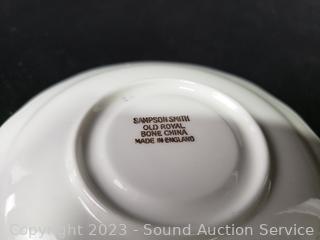 SAMPSON SMITH
OLD ROYAL
BONE CHINA
MADE IN ENGLAND
Copyright 2023 - Sound Auction Service